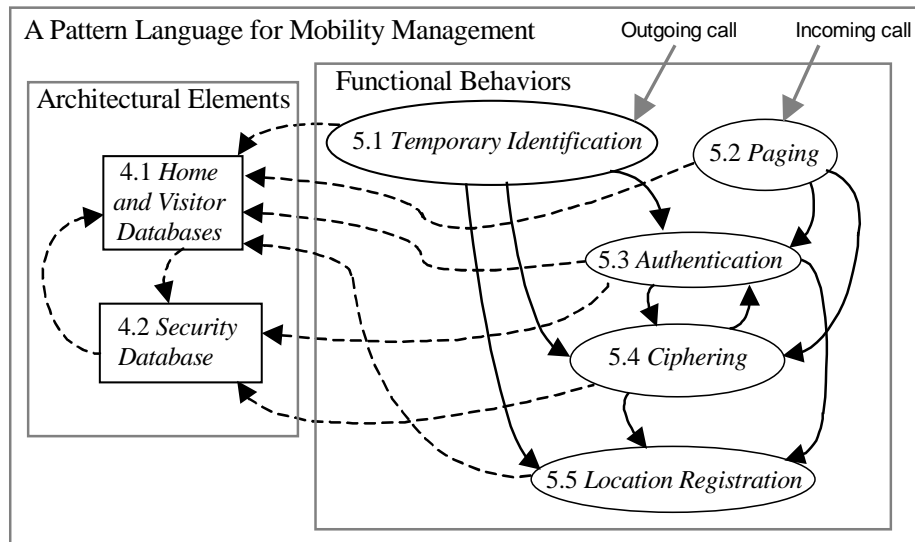 A Pattern Language for Mobility Management
Outgoing call
Incoming call
Architectural Elements
Functional Behaviors
5.1 Temporary Identification
5.2 Paging
4.1 Home
and Visitor
Databases
5.3 Authentication
4.2 Security
Database
5.4 Ciphering
5.5 Location Registration